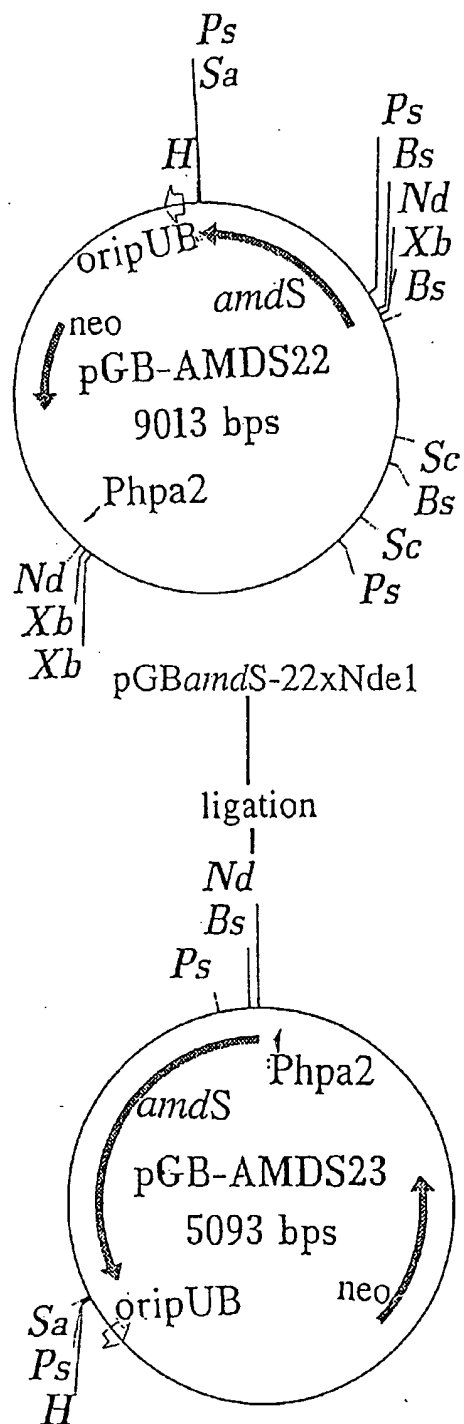 Ps
Sa
H
Ps
Bs
Nd
Xb
Bs
oripUB
amdS
neo
pGB-AMDS22
9013 bps
Phpa2
Sc
Bs
Sc
Ps
Nd
Xb
Xb
pGBamdS-22xNde1
ligation
Nd
Bs
Ps
Phpa2
amdS
pGB-AMDS23
5093 bps
neo
oripUB
Sa
Ps
H